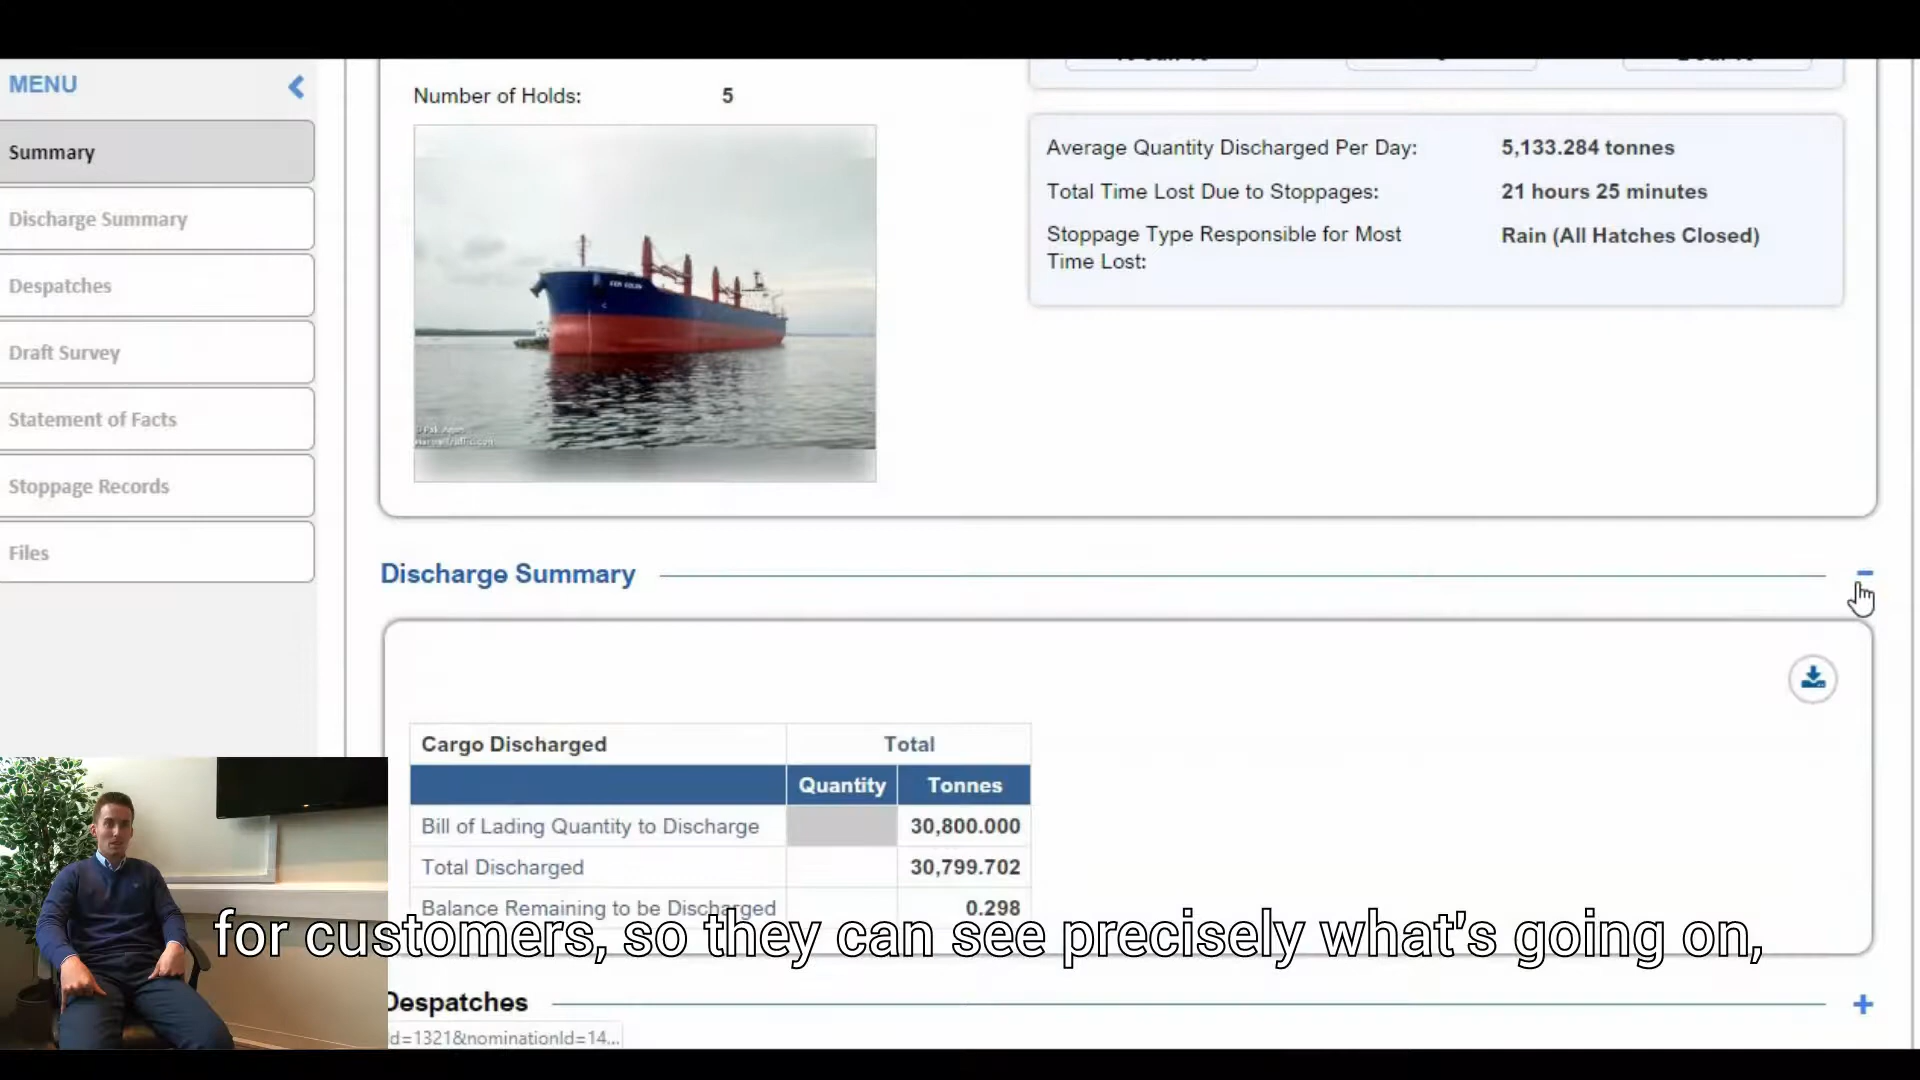 MENU
Summary
Discharge Summary
Despatches
Draft Survey
Statement of Facts
Stoppage Records
Files
Number of Holds: 5
Average Quantity Discharged Per Day: 5,133.284 tonnes
Total Time Lost Due to Stoppages: 21 hours 25 minutes
Stoppage Type Responsible for Most Rain (All Hatches Closed)
Time Lost:
Discharge Summary
Cargo Discharged Total
Quantity Tonnes
Bill of Lading Quantity to Discharge 30,800.000
Total Discharged 30,799.702
Balance Remaining to be Discharged 0.298
for customers, so they can see precisely what's going on,
Despatches
d=1321&nominationId=14...